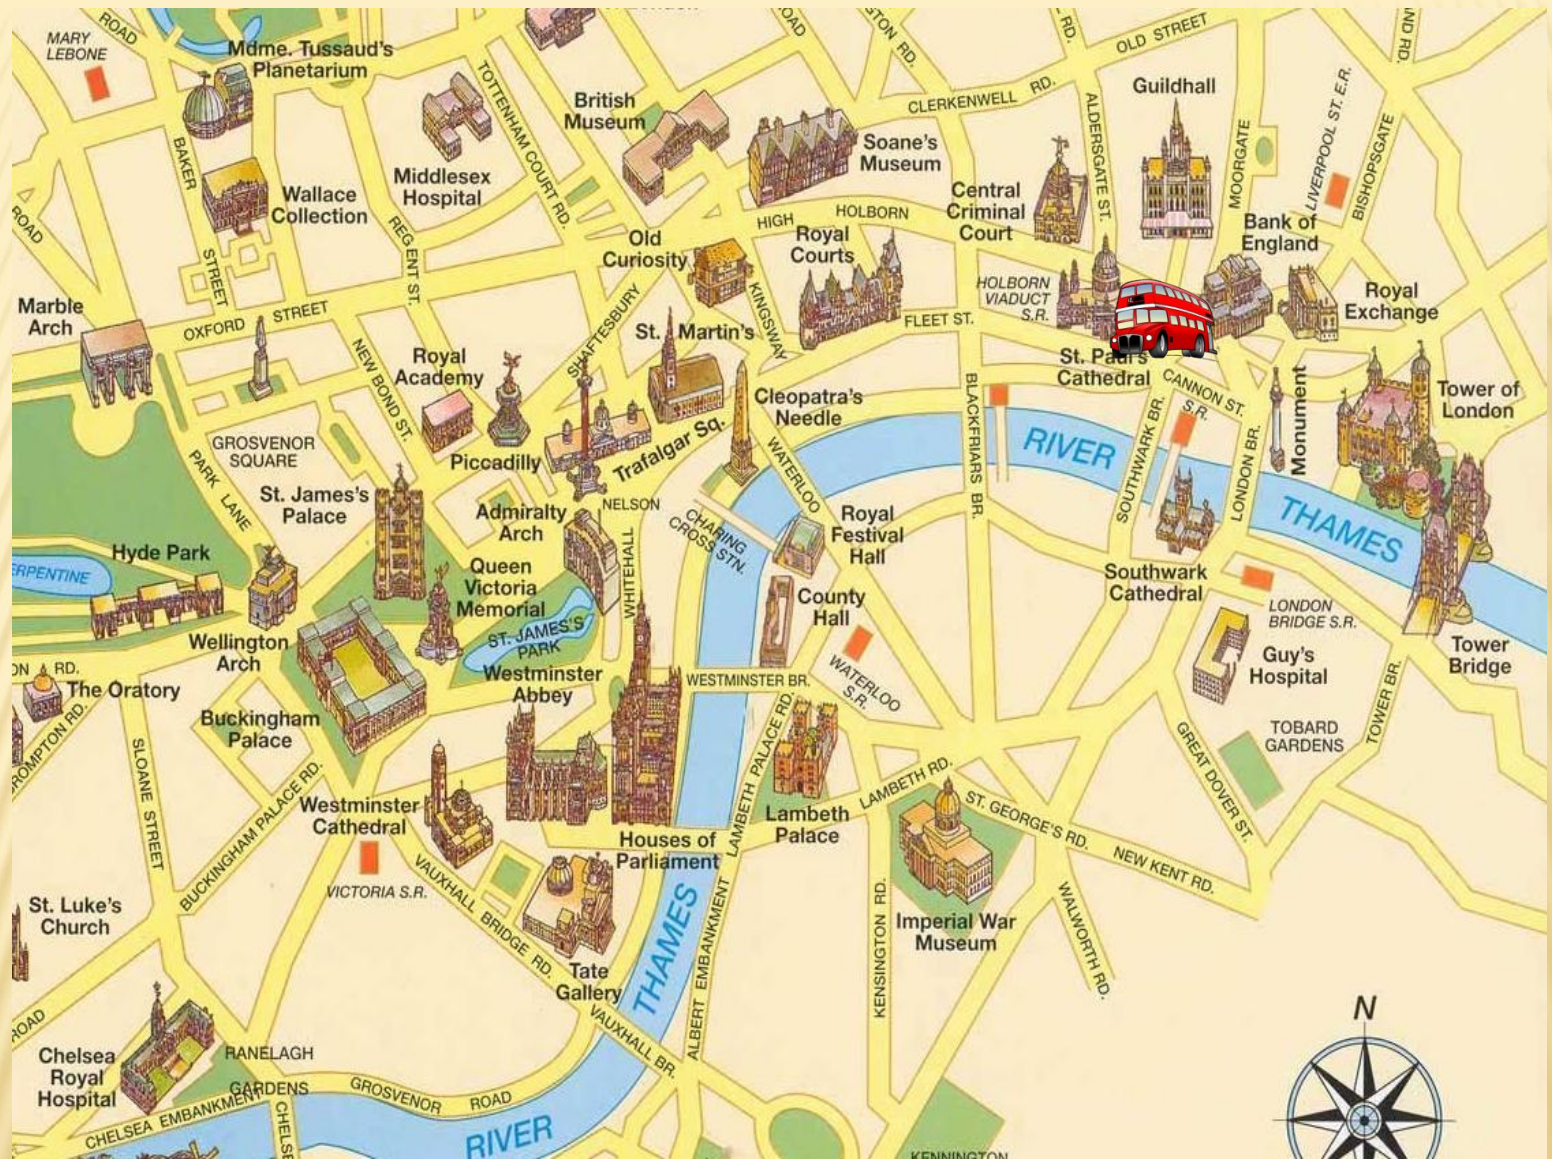 ROAD
MARY
LEBONE
Mdme. Tussaud's
Planetarium
TOTTENHAM COURT RD.
British
Museum
ROAD
RD.
OLD STREET
CLERKENWELL RD.
Guildhall
LIVERPOOL ST. E.R.
BISHOPSGATE
MOORGATE
ALDERSGATE ST.
BAKER
STREET
Wallace
Collection
Middlesex
Hospital
Soane's
Museum
Central
Criminal
Court
Bank of
England
ROAD
REGENT ST.
Old
Curiosity
HIGH HOLBORN
Royal
Courts
HOLBORN
VIADUCT
S.R.
Royal
Exchange
Marble
Arch
OXFORD STREET
NEW BOND ST.
Royal
Academy
SHAFTESBURY
St. Martin's
KINGSWAY
FLEET ST.
St. Paul's
Cathedral
CANNON ST.
S.R.
Monument
Tower of
London
Cleopatra's
Needle
BLACKFRIARS BR.
RIVER
SOUTHWARK BR.
LONDON BR.
THAMES
GROSVENOR
SQUARE
PARK LANE
St. James's
Palace
Piccadilly
Trafalgar Sq.
NELSON
WATERLOO
Admiralty
Arch
WHITEHALL
CHARING
CROSS STN.
Royal
Festival
Hall
Hyde Park
ERPENTINE
Queen
Victoria
Memorial
ST. JAMES'S
PARK
County
Hall
Southwark
Cathedral
LONDON
BRIDGE S.R.
Wellington
Arch
Westminster
Abbey
WESTMINSTER BR.
WATERLOO
S.R.
Guy's
Hospital
Tower
Bridge
ON RD.
The Oratory
ROMPTON RD.
Buckingham
Palace
TOBARD
GARDENS
TOWER BR.
SLOANE STREET
BUCKINGHAM PALACE RD.
Westminster
Cathedral
LAMBETH PALACE RD.
Lambeth
Palace
LAMBETH RD.
ST. GEORGE'S RD.
GREAT DOVER ST.
Houses of
Parliament
NEW KENT RD.
VICTORIA S.R.
VAUXHALL BRIDGE RD.
St. Luke's
Church
Tate
Gallery
THAMES
ALBERT EMBANKMENT
KENSINGTON RD.
Imperial War
Museum
WALWORTH RD.
ROAD
VAUXHALL BR.
N
Chelsea
Royal
Hospital
RANELAGH
GARDENS
CHELSEA EMBANKMENT
CHELSE
GROSVENOR ROAD
RIVER
KENNINGTON